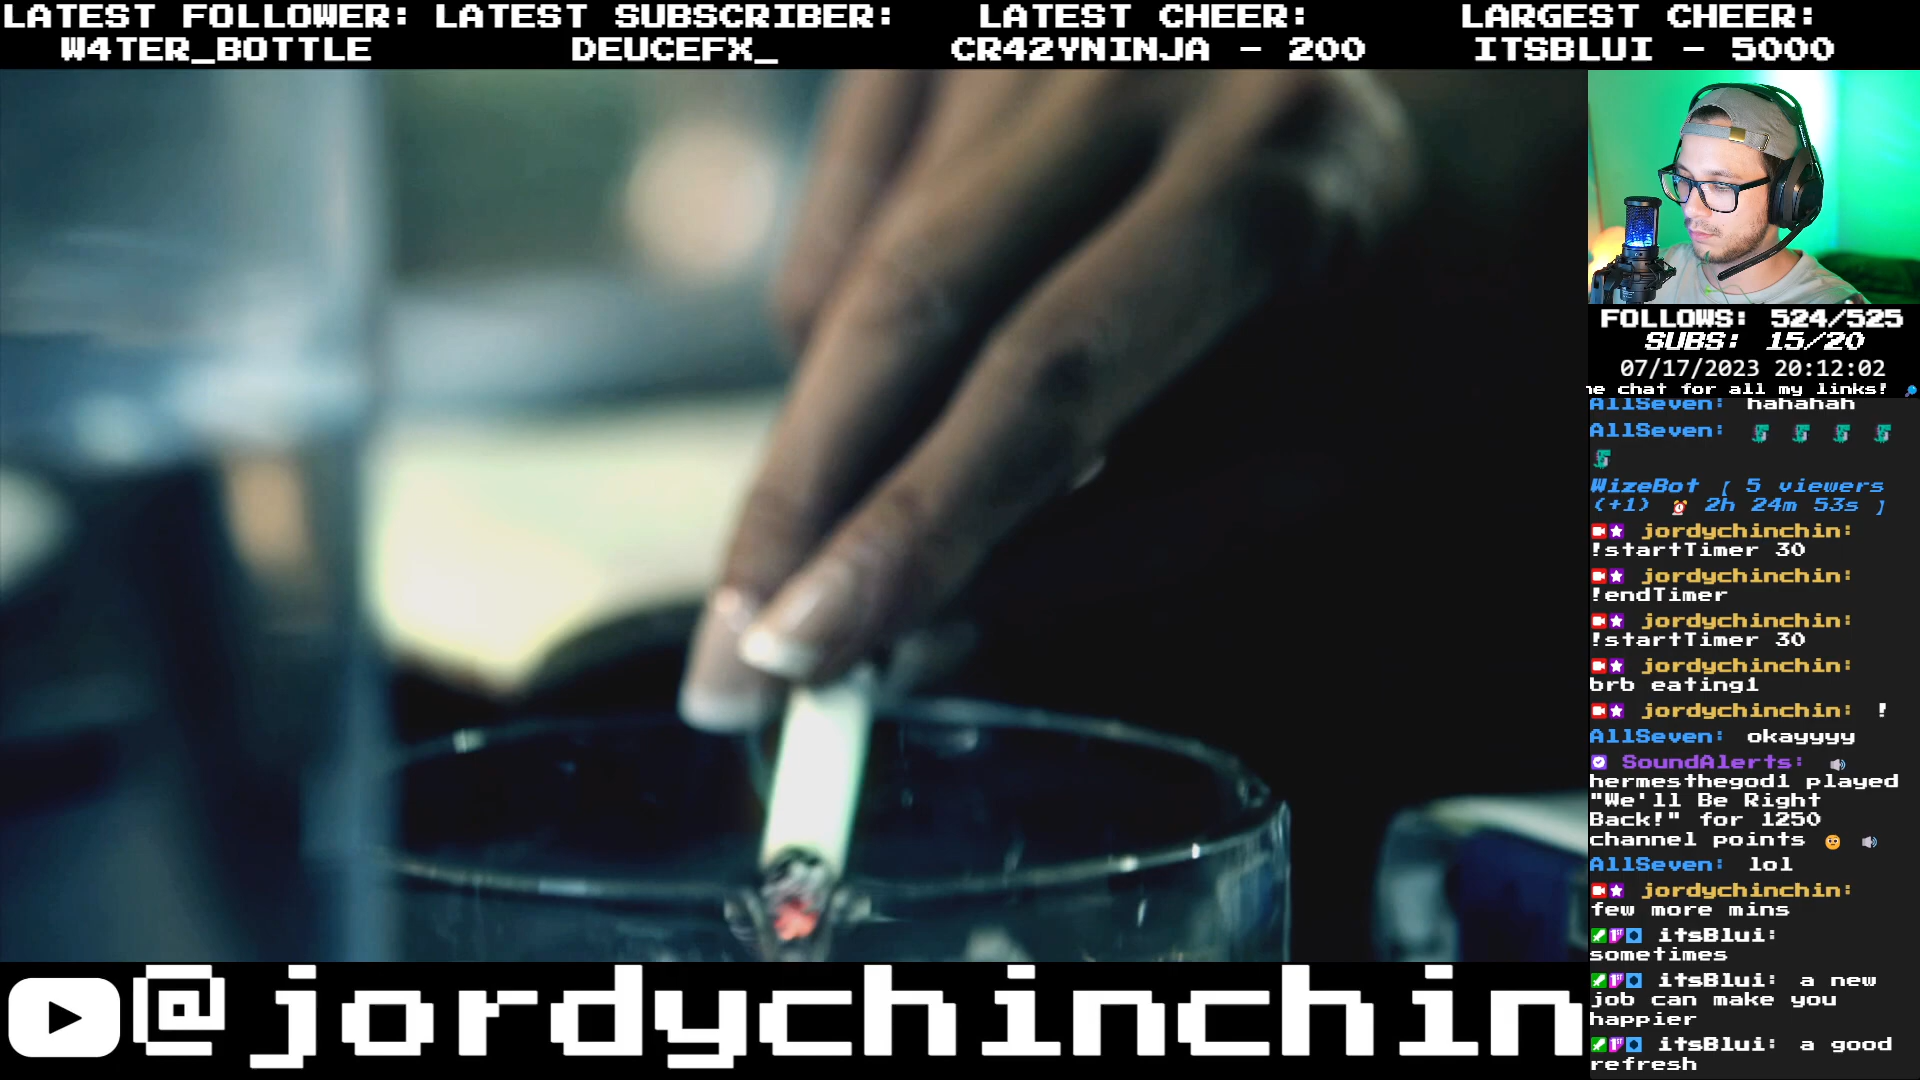 LATEST FOLLOWER: LATEST SUBSCRIBER: LATEST CHEER: LARGEST CHEER:
W4TER_BOTTLE DEUCEFX_ CR42YNINJA - 200 ITSBLUI - 5000
FOLLOWS: 524/525
SUBS: 15/20
07/17/2023 20:12:02
he chat for all my links!
AllSeven: hahahah
AllSeven:
WizeBot [ 5 viewers
(+1) 2h 24m 53s ]
jordychinchin:
!startTimer 30
jordychinchin:
!endTimer
jordychinchin:
!startTimer 30
jordychinchin:
brb eating1
jordychinchin: !
AllSeven: okayyyy
SoundAlerts:
hermesthegod1 played
"We'll Be Right
Back!" for 1250
channel points
AllSeven: lol
jordychinchin:
few more mins
itsBlui:
sometimes
itsBlui: a new
job can make you
happier
itsBlui: a good
refresh
@jordychinchin